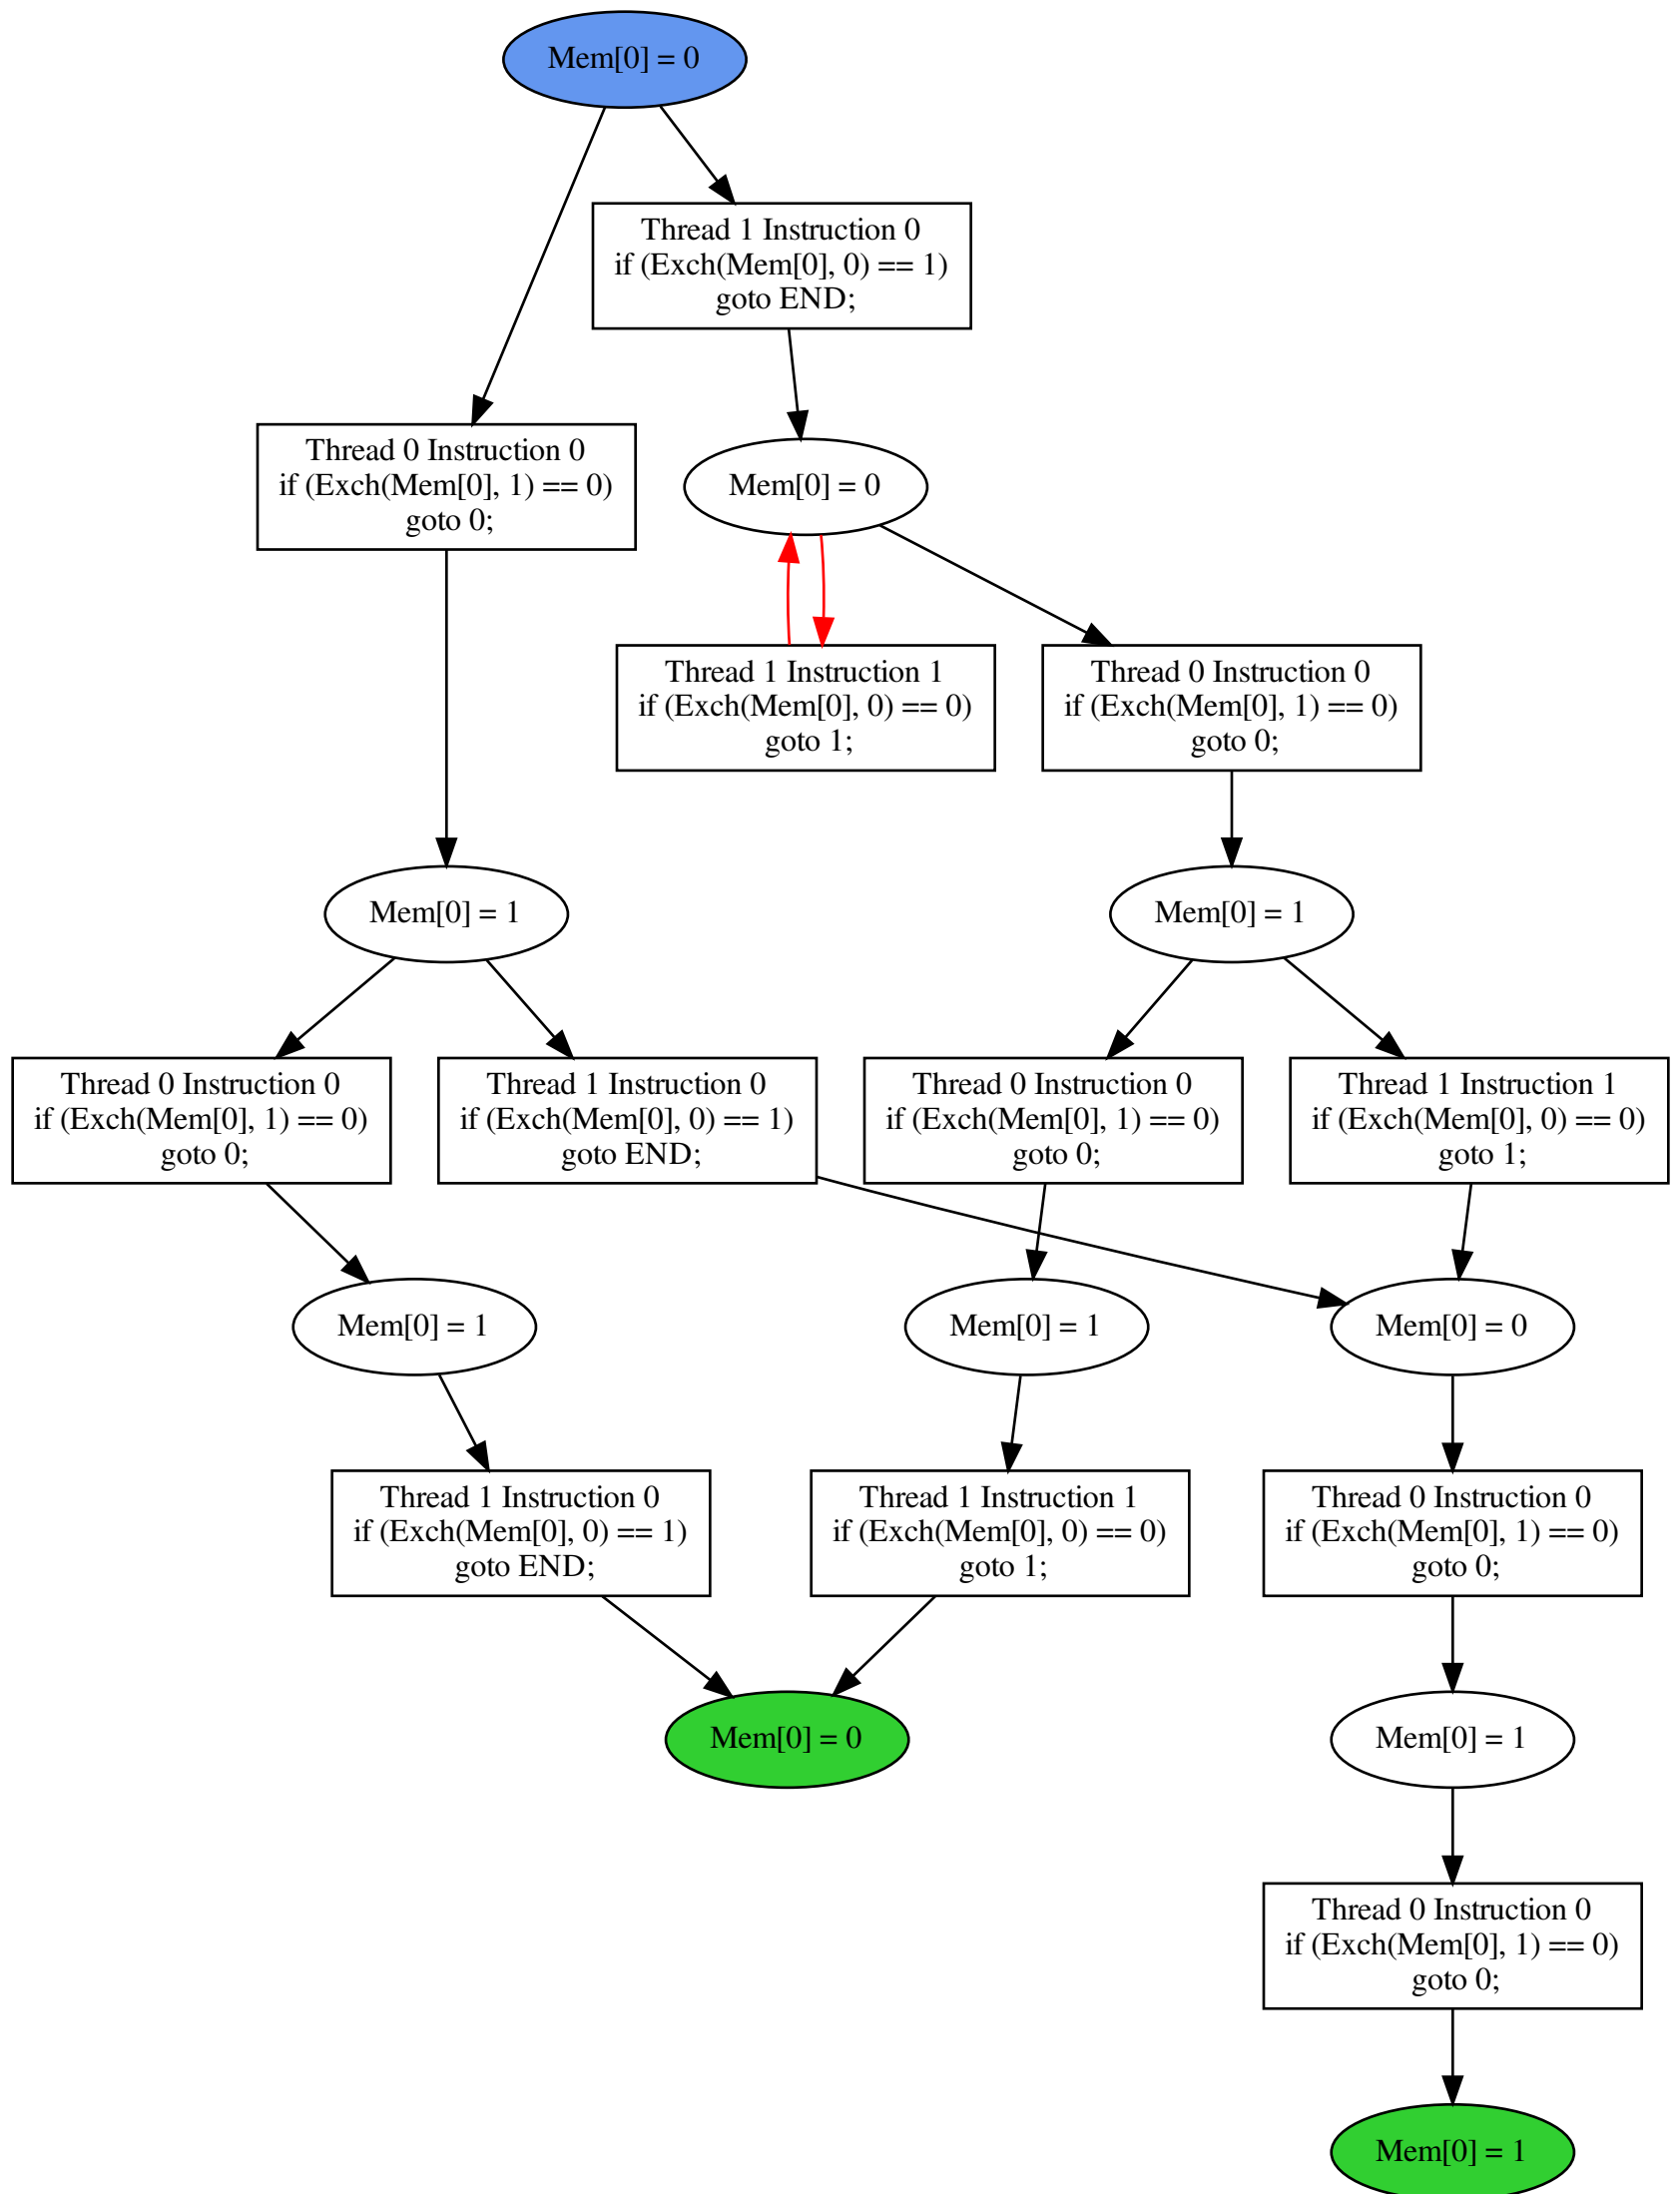 Mem[0] = 0
Thread 1 Instruction 0
if (Exch(Mem[0], 0) == 1)
goto END;
Thread 0 Instruction 0
if (Exch(Mem[0], 1) == 0)
goto 0;
Mem[0] = 0
Thread 1 Instruction 1
if (Exch(Mem[0], 0) == 0)
goto 1;
Thread 0 Instruction 0
if (Exch(Mem[0], 1) == 0)
goto 0;
Mem[0] = 1
Mem[0] = 1
Thread 0 Instruction 0
if (Exch(Mem[0], 1) == 0)
goto 0;
Thread 1 Instruction 0
if (Exch(Mem[0], 0) == 1)
goto END;
Thread 0 Instruction 0
if (Exch(Mem[0], 1) == 0)
goto 0;
Thread 1 Instruction 1
if (Exch(Mem[0], 0) == 0)
goto 1;
Mem[0] = 1
Mem[0] = 1
Mem[0] = 0
Thread 1 Instruction 0
if (Exch(Mem[0], 0) == 1)
goto END;
Thread 1 Instruction 1
if (Exch(Mem[0], 0) == 0)
goto 1;
Thread 0 Instruction 0
if (Exch(Mem[0], 1) == 0)
goto 0;
Mem[0] = 0
Mem[0] = 1
Thread 0 Instruction 0
if (Exch(Mem[0], 1) == 0)
goto 0;
Mem[0] = 1